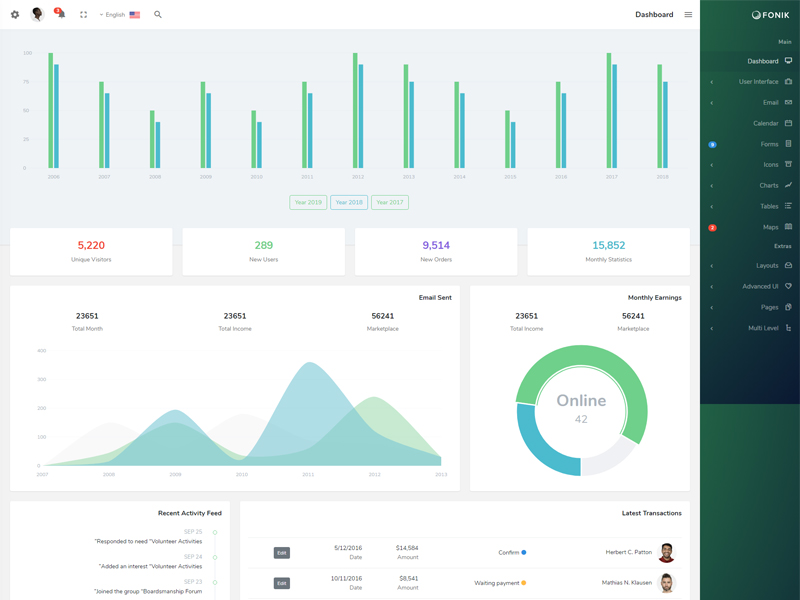 1
English
Dashboard
FONIK
Main
Dashboard
User Interface
Email
Calendar
9
Forms
Icons
Charts
Tables
3
Maps
Extras
Layouts
Advanced UI
Pages
Multi Level
100
75
50
25
0
2006 2007 2008 2009 2010 2011 2012 2013 2014 2015 2016 2017 2018
Year 2019 Year 2018 Year 2017
5,220 289 9,514 15,852
Unique Visitors New Users New Orders Monthly Statistics
Email Sent
23651 23651 56241
Total Month Total Income Marketplace
400
300
200
100
0
2007 2008 2009 2010 2011 2012 2013
Monthly Earnings
23651 56241
Total Income Marketplace
Online
42
Recent Activity Feed
SEP 25
"Responded to need "Volunteer Activities
SEP 24
"Added an interest "Volunteer Activities
SEP 23
"Joined the group "Boardsmanship Forum
Latest Transactions
Edit 5/12/2016 $14,584 Confirm Herbert C. Patton
Date Amount
Edit 10/11/2016 $8,541 Waiting payment Mathias N. Klausen
Date Amount